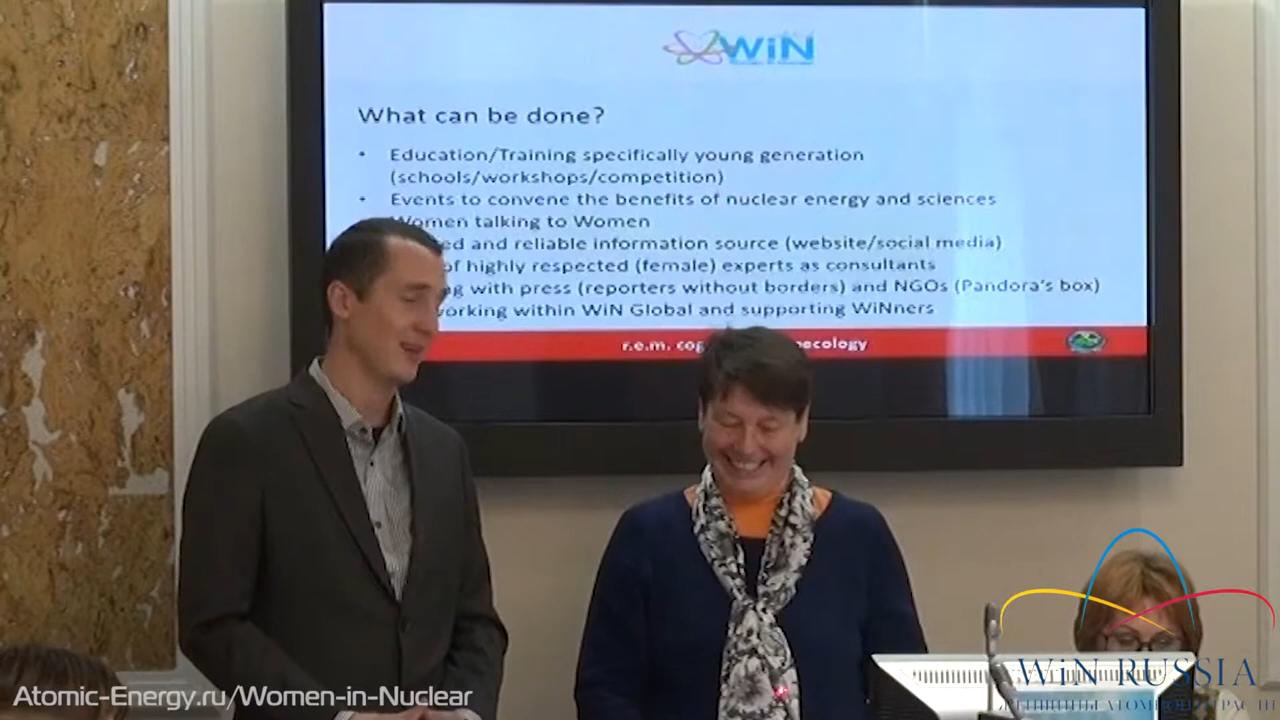 WiN
What can be done?
• Education/Training specifically young generation
(schools/workshops/competition)
• Events to convene the benefits of nuclear energy and sciences
Women talking to Women
and reliable information source (website/social media)
of highly respected (female) experts as consultants
with press (reporters without borders) and NGOs (Pandora's box)
within WiN Global and supporting WiNners
r.e.m.
WiN RUSSIA
Atomic-Energy.ru/Women-in-Nuclear